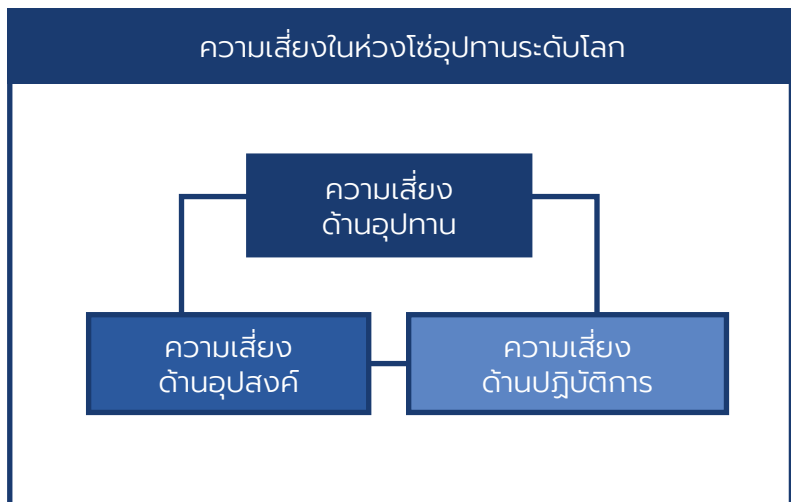 ความเสี่ยงในห่วงโซ่อุปทานระดับโลก
ความเสี่ยง
ด้านอุปทาน
ความเสี่ยง
ด้านอุปสงค์
ความเสี่ยง
ด้านปฏิบัติการ